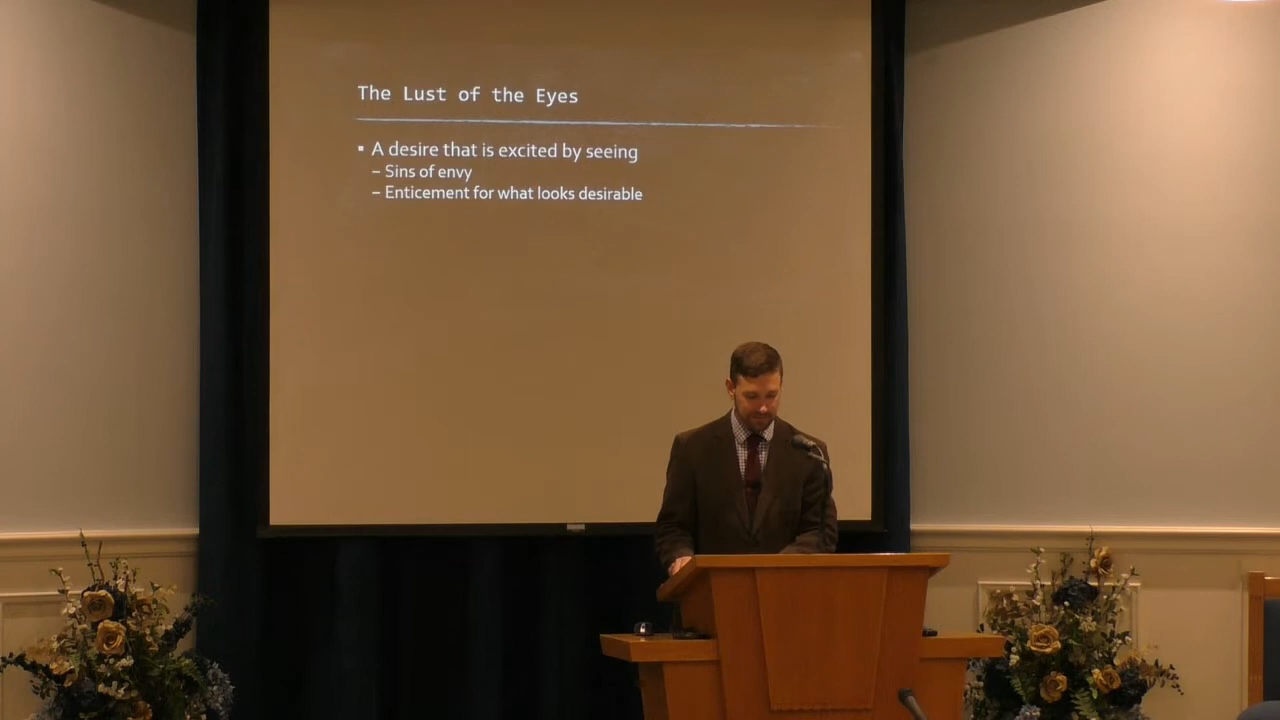 The Lust of the Eyes
▪ A desire that is excited by seeing
– Sins of envy
– Enticement for what looks desirable